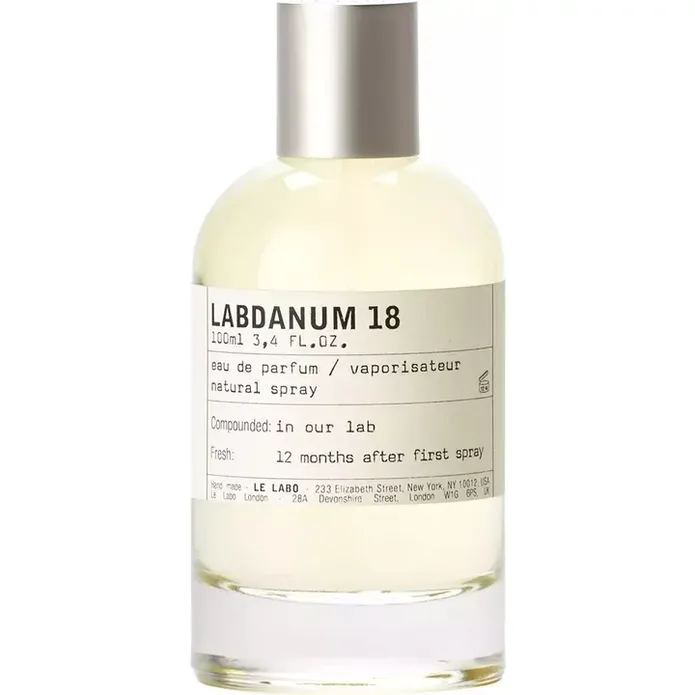 LABDANUM 18
100ml 3,4 FL.OZ.
eau de parfum / vaporisateur
natural spray
Compounded: in our lab
Fresh: 12 months after first spray
Hand made - LE LABO - 233 Elizabeth Street, New York, NY 10012, USA
Le Labo London - 28A Devonshire Street, London W1G 6PS, UK